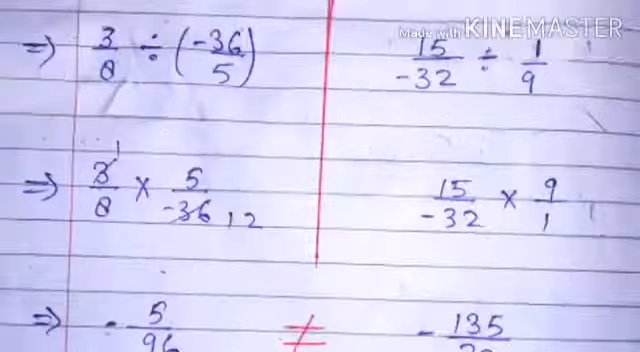 Made with KINEMASTER
⇒ 3/8 ÷ (-36/5) 15/-32 ÷ 1/9
⇒ 3/8 1 × 5/-36 12 15/-32 × 9/1
⇒ -5/96 ≠ -135/